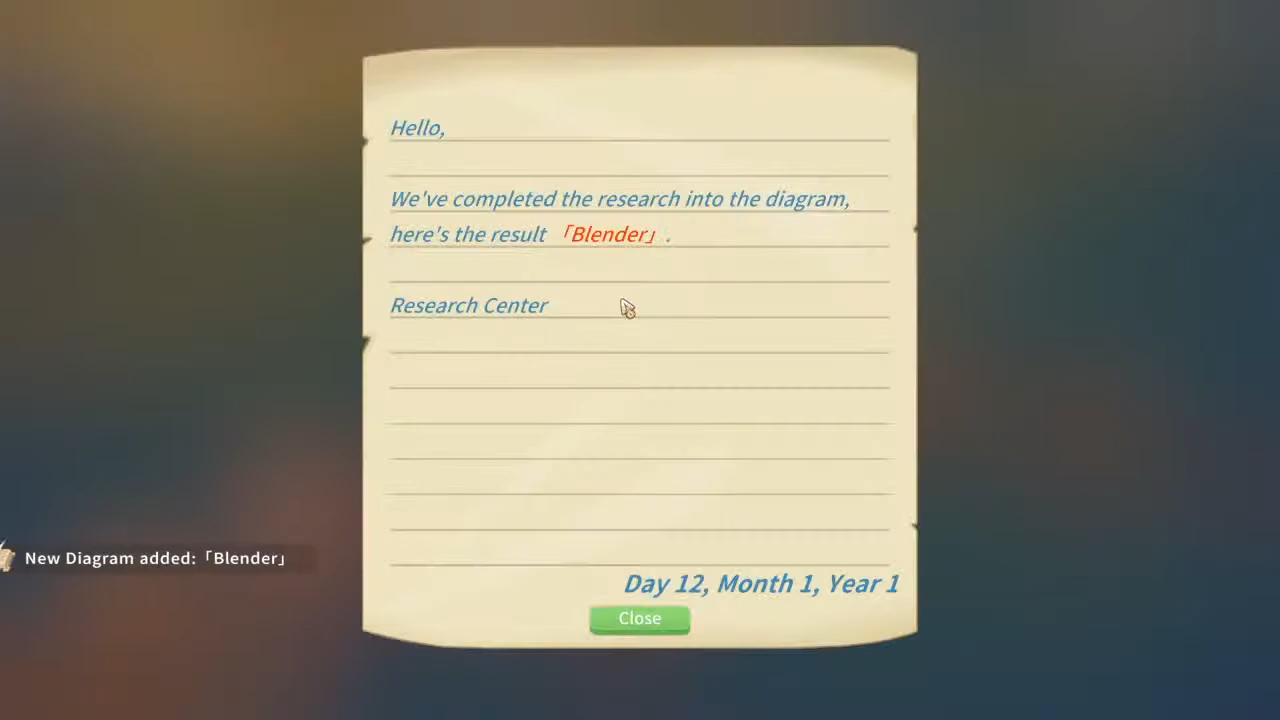 Hello,
We've completed the research into the diagram,
here's the result 「Blender」.
Research Center
New Diagram added:「Blender」
Day 12, Month 1, Year 1
Close